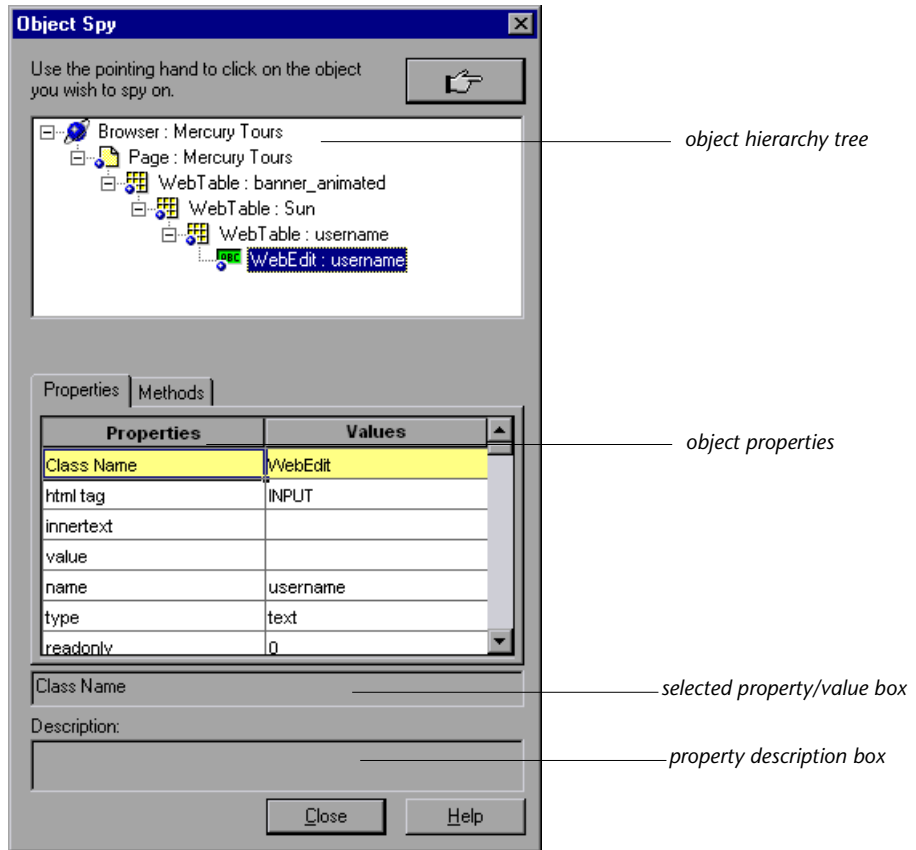 Object Spy
Use the pointing hand to click on the object
you wish to spy on.
Browser : Mercury Tours
object hierarchy tree
Page : Mercury Tours
WebTable : banner_animated
WebTable : Sun
WebTable : username
ABC WebEdit : username
Properties Methods
Properties Values
object properties
Class Name WebEdit
html tag INPUT
innertext
value
name username
type text
readonly 0
Class Name
selected property/value box
Description:
property description box
Close Help